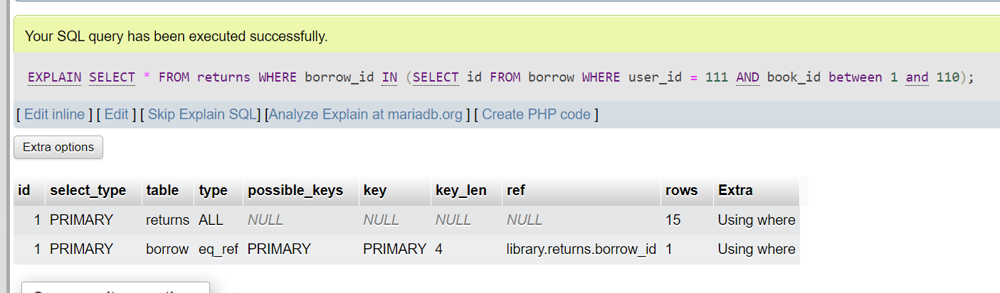 Your SQL query has been executed successfully.
EXPLAIN SELECT * FROM returns WHERE borrow_id IN (SELECT id FROM borrow WHERE user_id = 111 AND book_id between 1 and 110);
[ Edit inline ] [ Edit ] [ Skip Explain SQL] [Analyze Explain at mariadb.org ] [ Create PHP code ]
Extra options
id select_type table type possible_keys key key_len ref rows Extra
1 PRIMARY returns ALL NULL NULL NULL NULL 15 Using where
1 PRIMARY borrow eq_ref PRIMARY PRIMARY 4 library.returns.borrow_id 1 Using where